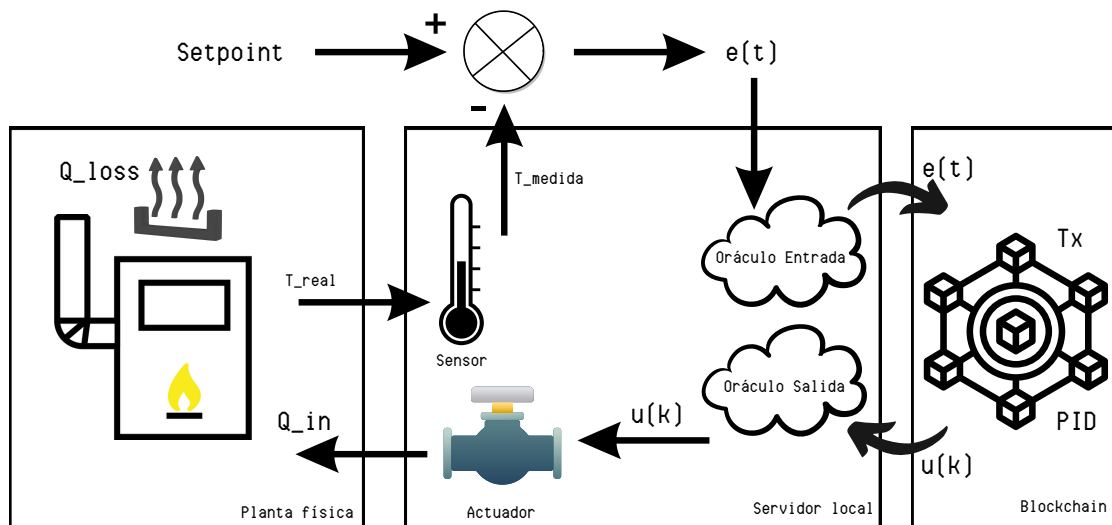 +
Setpoint
e(t)
-
Q_loss
T_medida
e(t)
Tx
Oráculo Entrada
T_real
Sensor
Oráculo Salida
Q_in
u(k)
PID
u(k)
Planta física
Actuador
Servidor local
Blockchain